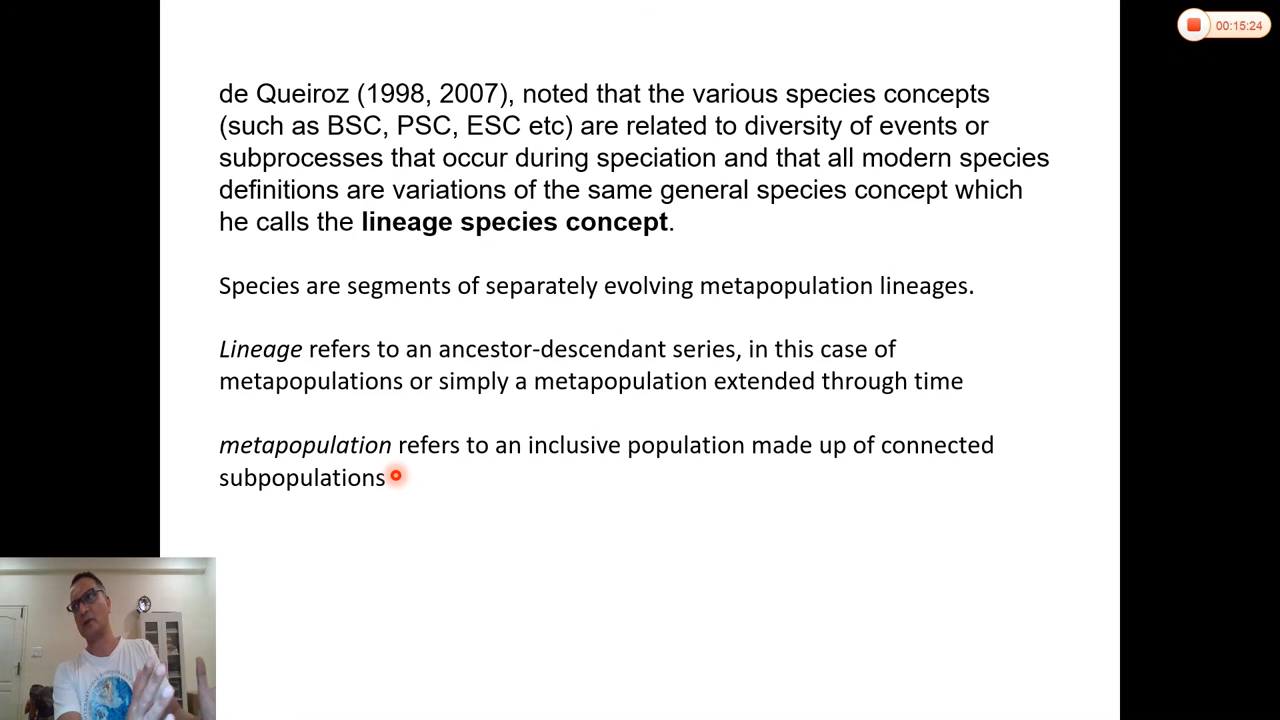 00:15:24
de Queiroz (1998, 2007), noted that the various species concepts
(such as BSC, PSC, ESC etc) are related to diversity of events or
subprocesses that occur during speciation and that all modern species
definitions are variations of the same general species concept which
he calls the lineage species concept.
Species are segments of separately evolving metapopulation lineages.
Lineage refers to an ancestor-descendant series, in this case of
metapopulations or simply a metapopulation extended through time
metapopulation refers to an inclusive population made up of connected
subpopulations